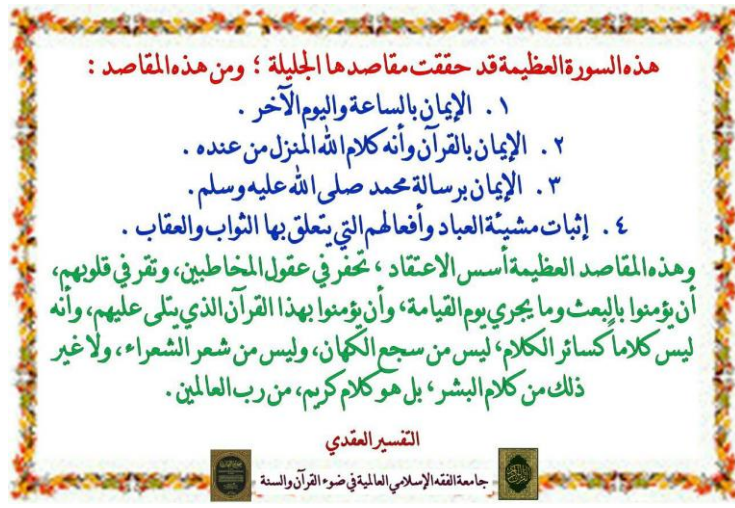 هذه السورة العظيمة قد حققت مقاصدها الجليلة ؛ ومن هذه المقاصد :
١ . الإيمان بالساعة واليوم الآخر .
٢ . الإيمان بالقرآن وأنه كلام الله المنزل من عنده .
٣ . الإيمان برسالة محمد صلى الله عليه وسلم .
٤ . إثبات مشيئة العباد وأفعالهم التي يتعلق بها الثواب والعقاب .
وهذه المقاصد العظيمة أسس الاعتقاد ، تحفر في عقول المخاطبين، وتقر في قلوبهم،
أن يؤمنوا بالبعث وما يجري يوم القيامة، وأن يؤمنوا بهذا القرآن الذي يتلى عليهم، وأنه
ليس كلاماً كسائر الكلام، ليس من سجع الكهان، وليس من شعر الشعراء، ولا غير
ذلك من كلام البشر، بل هو كلام كريم، من رب العالمين .
التفسير العقدي
جامعة الفقه الإسلامي العالمية في ضوء القرآن والسنة